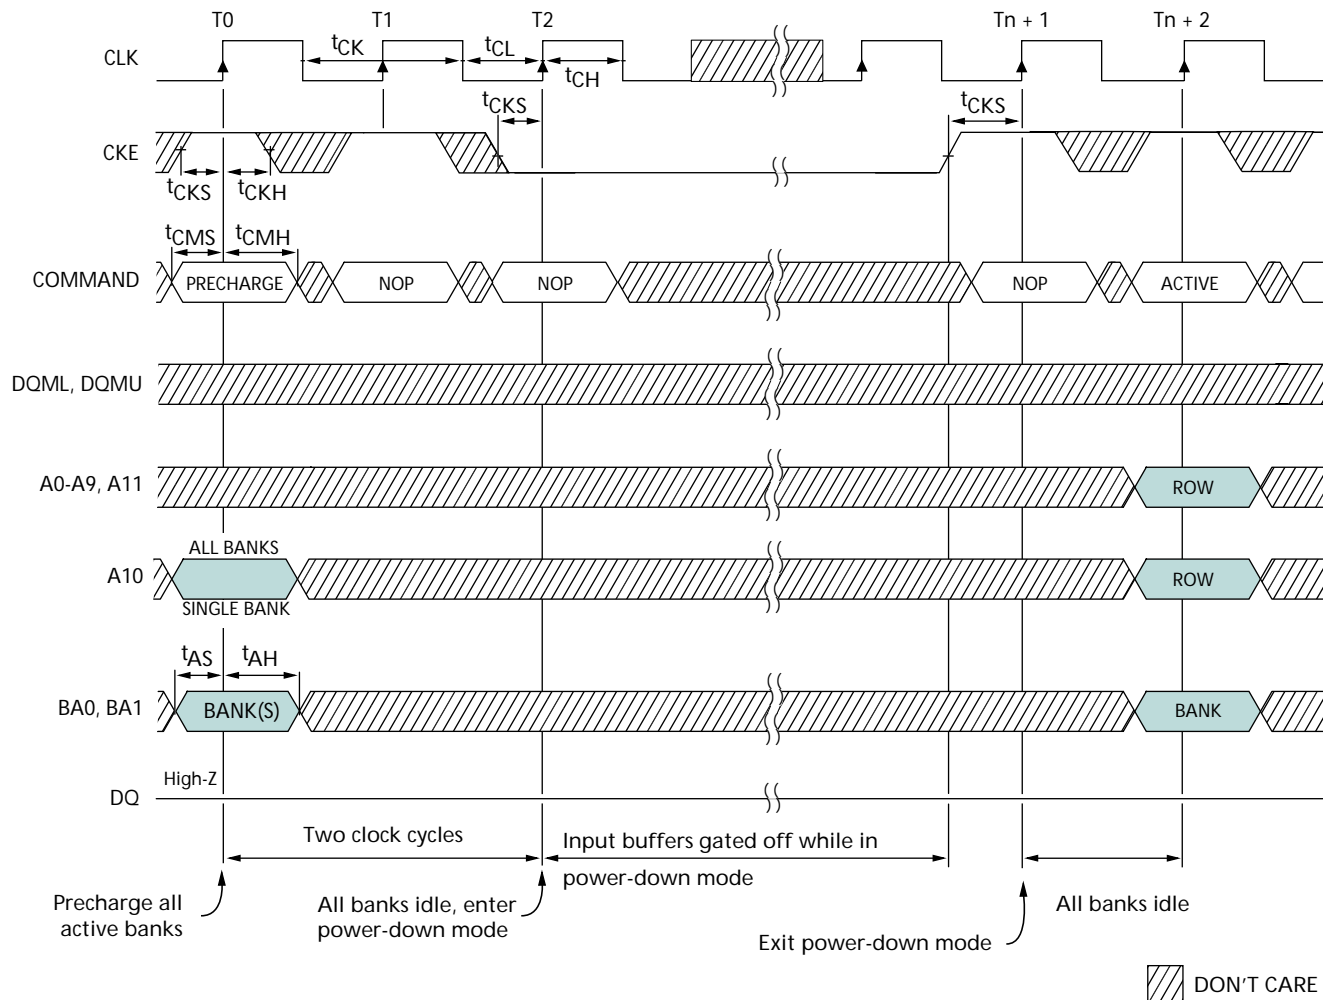 T0 T1 T2 Tn + 1 Tn + 2
CLK
tCK tCL
tCH
tCKS tCKS
CKE
tCKS tCKH
tCMS tCMH
COMMAND PRECHARGE NOP NOP NOP ACTIVE
DQML, DQMU
A0-A9, A11 ROW
ALL BANKS
A10 ROW
SINGLE BANK
tAS tAH
BA0, BA1 BANK(S) BANK
High-Z
DQ
Two clock cycles
Input buffers gated off while in
power-down mode
Precharge all
active banks
All banks idle, enter
power-down mode
Exit power-down mode
All banks idle
DON'T CARE